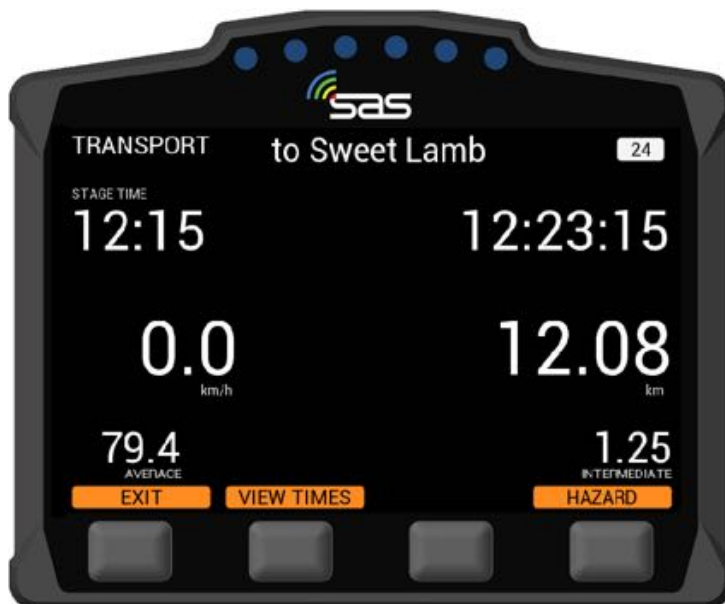 sas
TRANSPORT to Sweet Lamb 24
STAGE TIME
12:15 12:23:15
0.0 12.08
km/h km
79.4 1.25
AVERAGE INTERMEDIATE
EXIT VIEW TIMES HAZARD